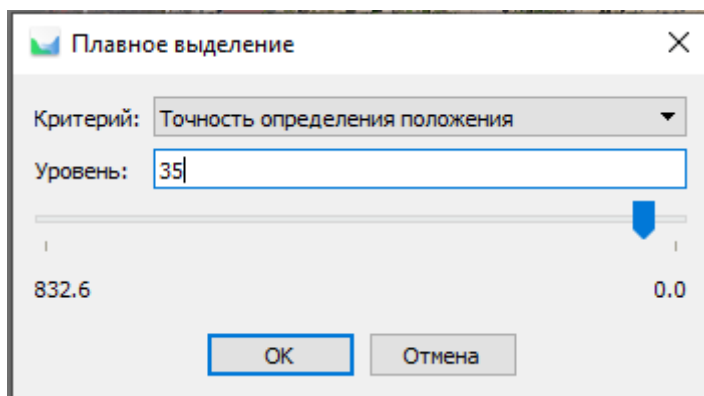 Плавное выделение
Критерий: Точность определения положения
Уровень: 35
832.6 0.0
OK Отмена